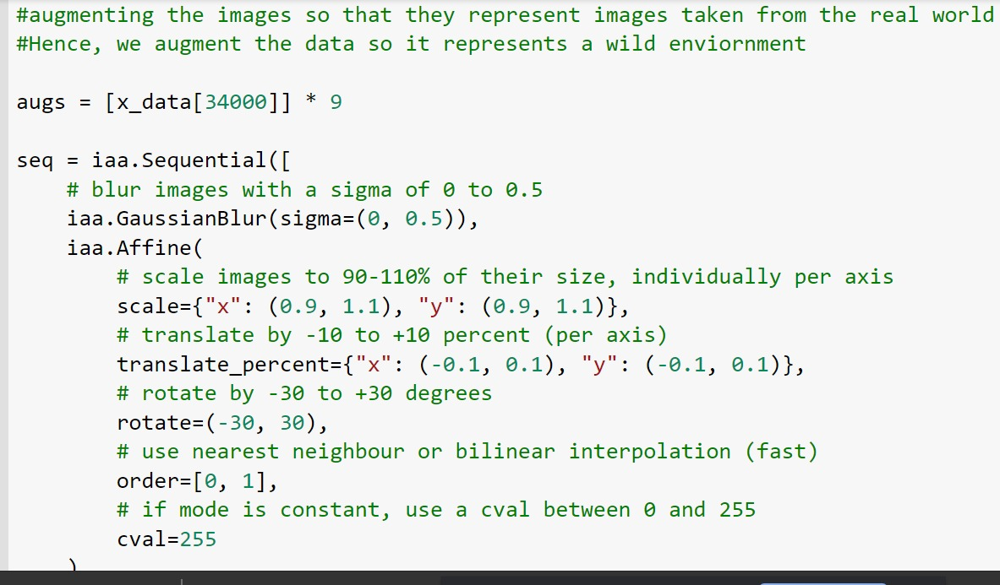 #augmenting the images so that they represent images taken from the real world
#Hence, we augment the data so it represents a wild enviornment
augs = [x_data[34000]] * 9
seq = iaa.Sequential([
    # blur images with a sigma of 0 to 0.5
    iaa.GaussianBlur(sigma=(0, 0.5)),
    iaa.Affine(
        # scale images to 90-110% of their size, individually per axis
        scale={"x": (0.9, 1.1), "y": (0.9, 1.1)},
        # translate by -10 to +10 percent (per axis)
        translate_percent={"x": (-0.1, 0.1), "y": (-0.1, 0.1)},
        # rotate by -30 to +30 degrees
        rotate=(-30, 30),
        # use nearest neighbour or bilinear interpolation (fast)
        order=[0, 1],
        # if mode is constant, use a cval between 0 and 255
        cval=255
    )